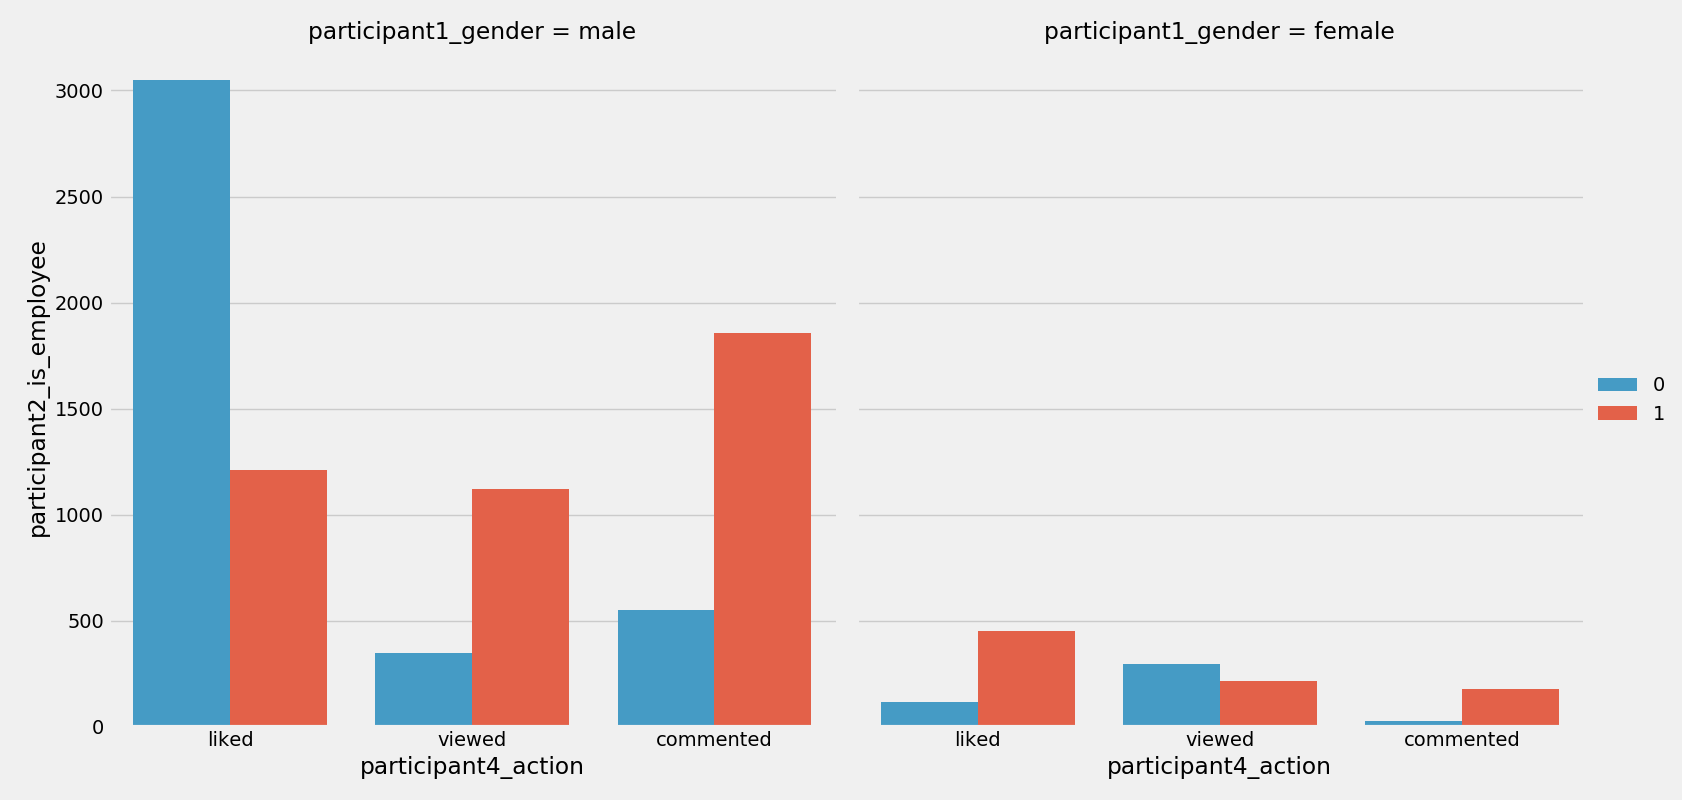 participant1_gender = male
participant1_gender = female
participant2_is_employee
3000
2500
2000
1500
1000
500
0
liked viewed commented
participant4_action
liked viewed commented
participant4_action
0
1